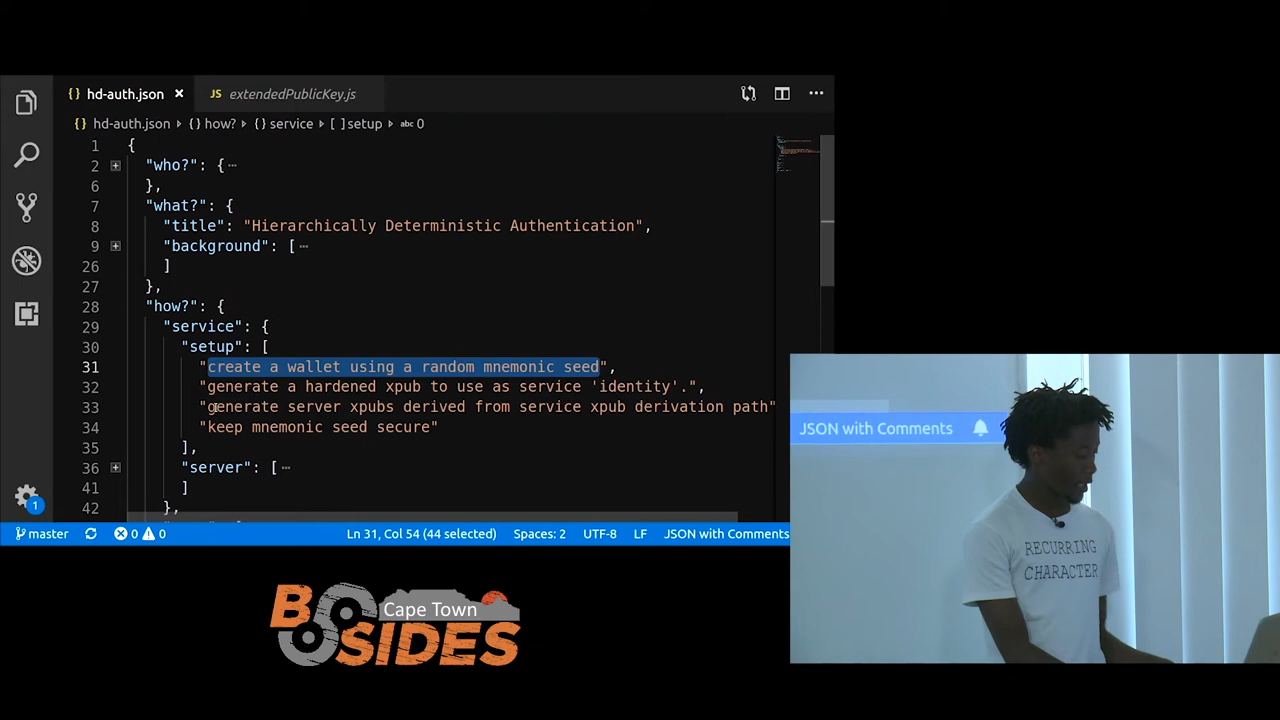 hd-auth.json ×
JS extendedPublicKey.js
{} hd-auth.json › {} how? › {} service › [ ] setup › abc 0
1 {
2 "who?": {⋯
6 },
7 "what?": {
8 "title": "Hierarchically Deterministic Authentication",
9 "background": [⋯
26 ]
27 },
28 "how?": {
29 "service": {
30 "setup": [
31 "create a wallet using a random mnemonic seed",
32 "generate a hardened xpub to use as service 'identity'.",
33 "generate server xpubs derived from service xpub derivation path"
34 "keep mnemonic seed secure"
35 ],
36 "server": [⋯
41 ]
42 },
1
master 0 0 Ln 31, Col 54 (44 selected) Spaces: 2 UTF-8 LF JSON with Comments
JSON with Comments
RECURRING
CHARACTER
B
Cape Town
SIDES